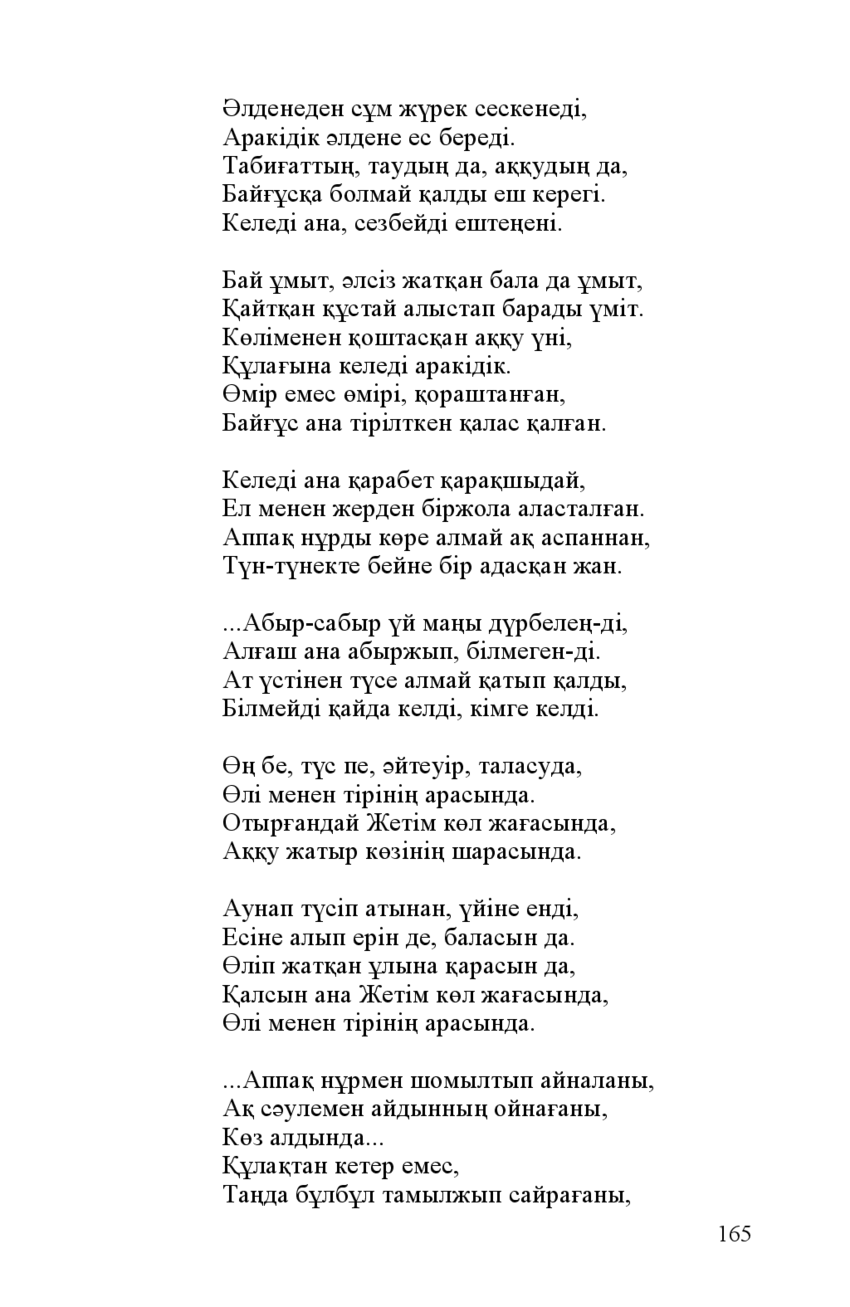 Әлденеден сұм жүрек сескенеді,
Аракідік әлдене ес береді.
Табиғаттың, таудың да, аққудың да,
Байғұсқа болмай қалды еш керегі.
Келеді ана, сезбейді ештеңені.

Бай ұмыт, әлсіз жатқан бала да ұмыт,
Қайтқан құстай алыстап барады үміт.
Көліменен қоштасқан аққу үні,
Құлағына келеді аракідік.
Өмір емес өмірі, қораштанған,
Байғұс ана тірілткен қалас қалған.

Келеді ана қарабет қарақшыдай,
Ел менен жерден біржола аласталған.
Аппақ нұрды көре алмай ақ аспаннан,
Түн-түнекте бейне бір адасқан жан.

...Абыр-сабыр үй маңы дүрбелең-ді,
Алғаш ана абыржып, білмеген-ді.
Ат үстінен түсе алмай қатып қалды,
Білмейді қайда келді, кімге келді.

Өң бе, түс пе, әйтеуір, таласуда,
Өлі менен тірінің арасында.
Отырғандай Жетім көл жағасында,
Аққу жатыр көзінің шарасында.

Аунап түсіп атынан, үйіне енді,
Есіне алып ерін де, баласын да.
Өліп жатқан ұлына қарасын да,
Қалсын ана Жетім көл жағасында,
Өлі менен тірінің арасында.

...Аппақ нұрмен шомылтып айналаны,
Ақ сәулемен айдынның ойнағаны,
Көз алдында...
Құлақтан кетер емес,
Таңда бұлбұл тамылжып сайрағаны,
165